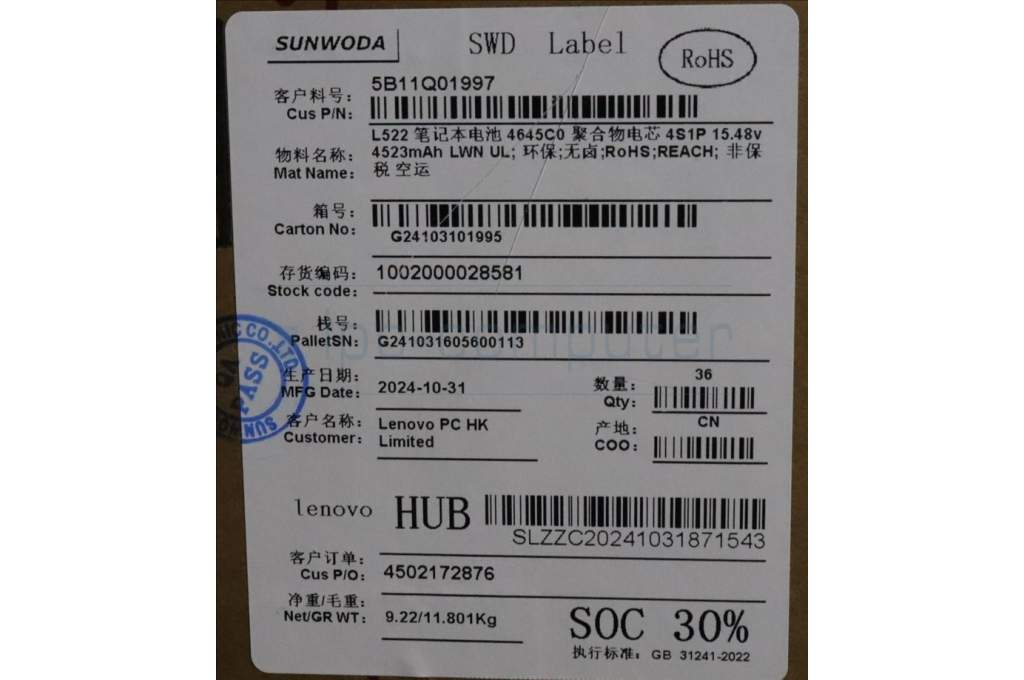 SUNWODA
SWD Label
RoHS
客户料号:
Cus P/N:
5B11Q01997
物料名称:
Mat Name:
L522 笔记本电池 4645C0 聚合物电芯 4S1P 15.48v
4523mAh LWN UL; 环保;无卤;RoHS;REACH; 非保
税 空运
箱号:
Carton No:
G24103101995
存货编码:
Stock code:
1002000028581
栈号:
PalletSN:
G241031605600113
ipc-computer
生产日期:
MFG Date:
2024-10-31
数量:
Qty:
36
客户名称:
Customer:
Lenovo PC HK
Limited
产地:
COO:
CN
PASS
lenovo HUB
SLZZC20241031871543
客户订单:
Cus P/O:
4502172876
净重/毛重:
Net/GR WT:
9.22/11.801Kg
SOC 30%
执行标准: GB 31241-2022